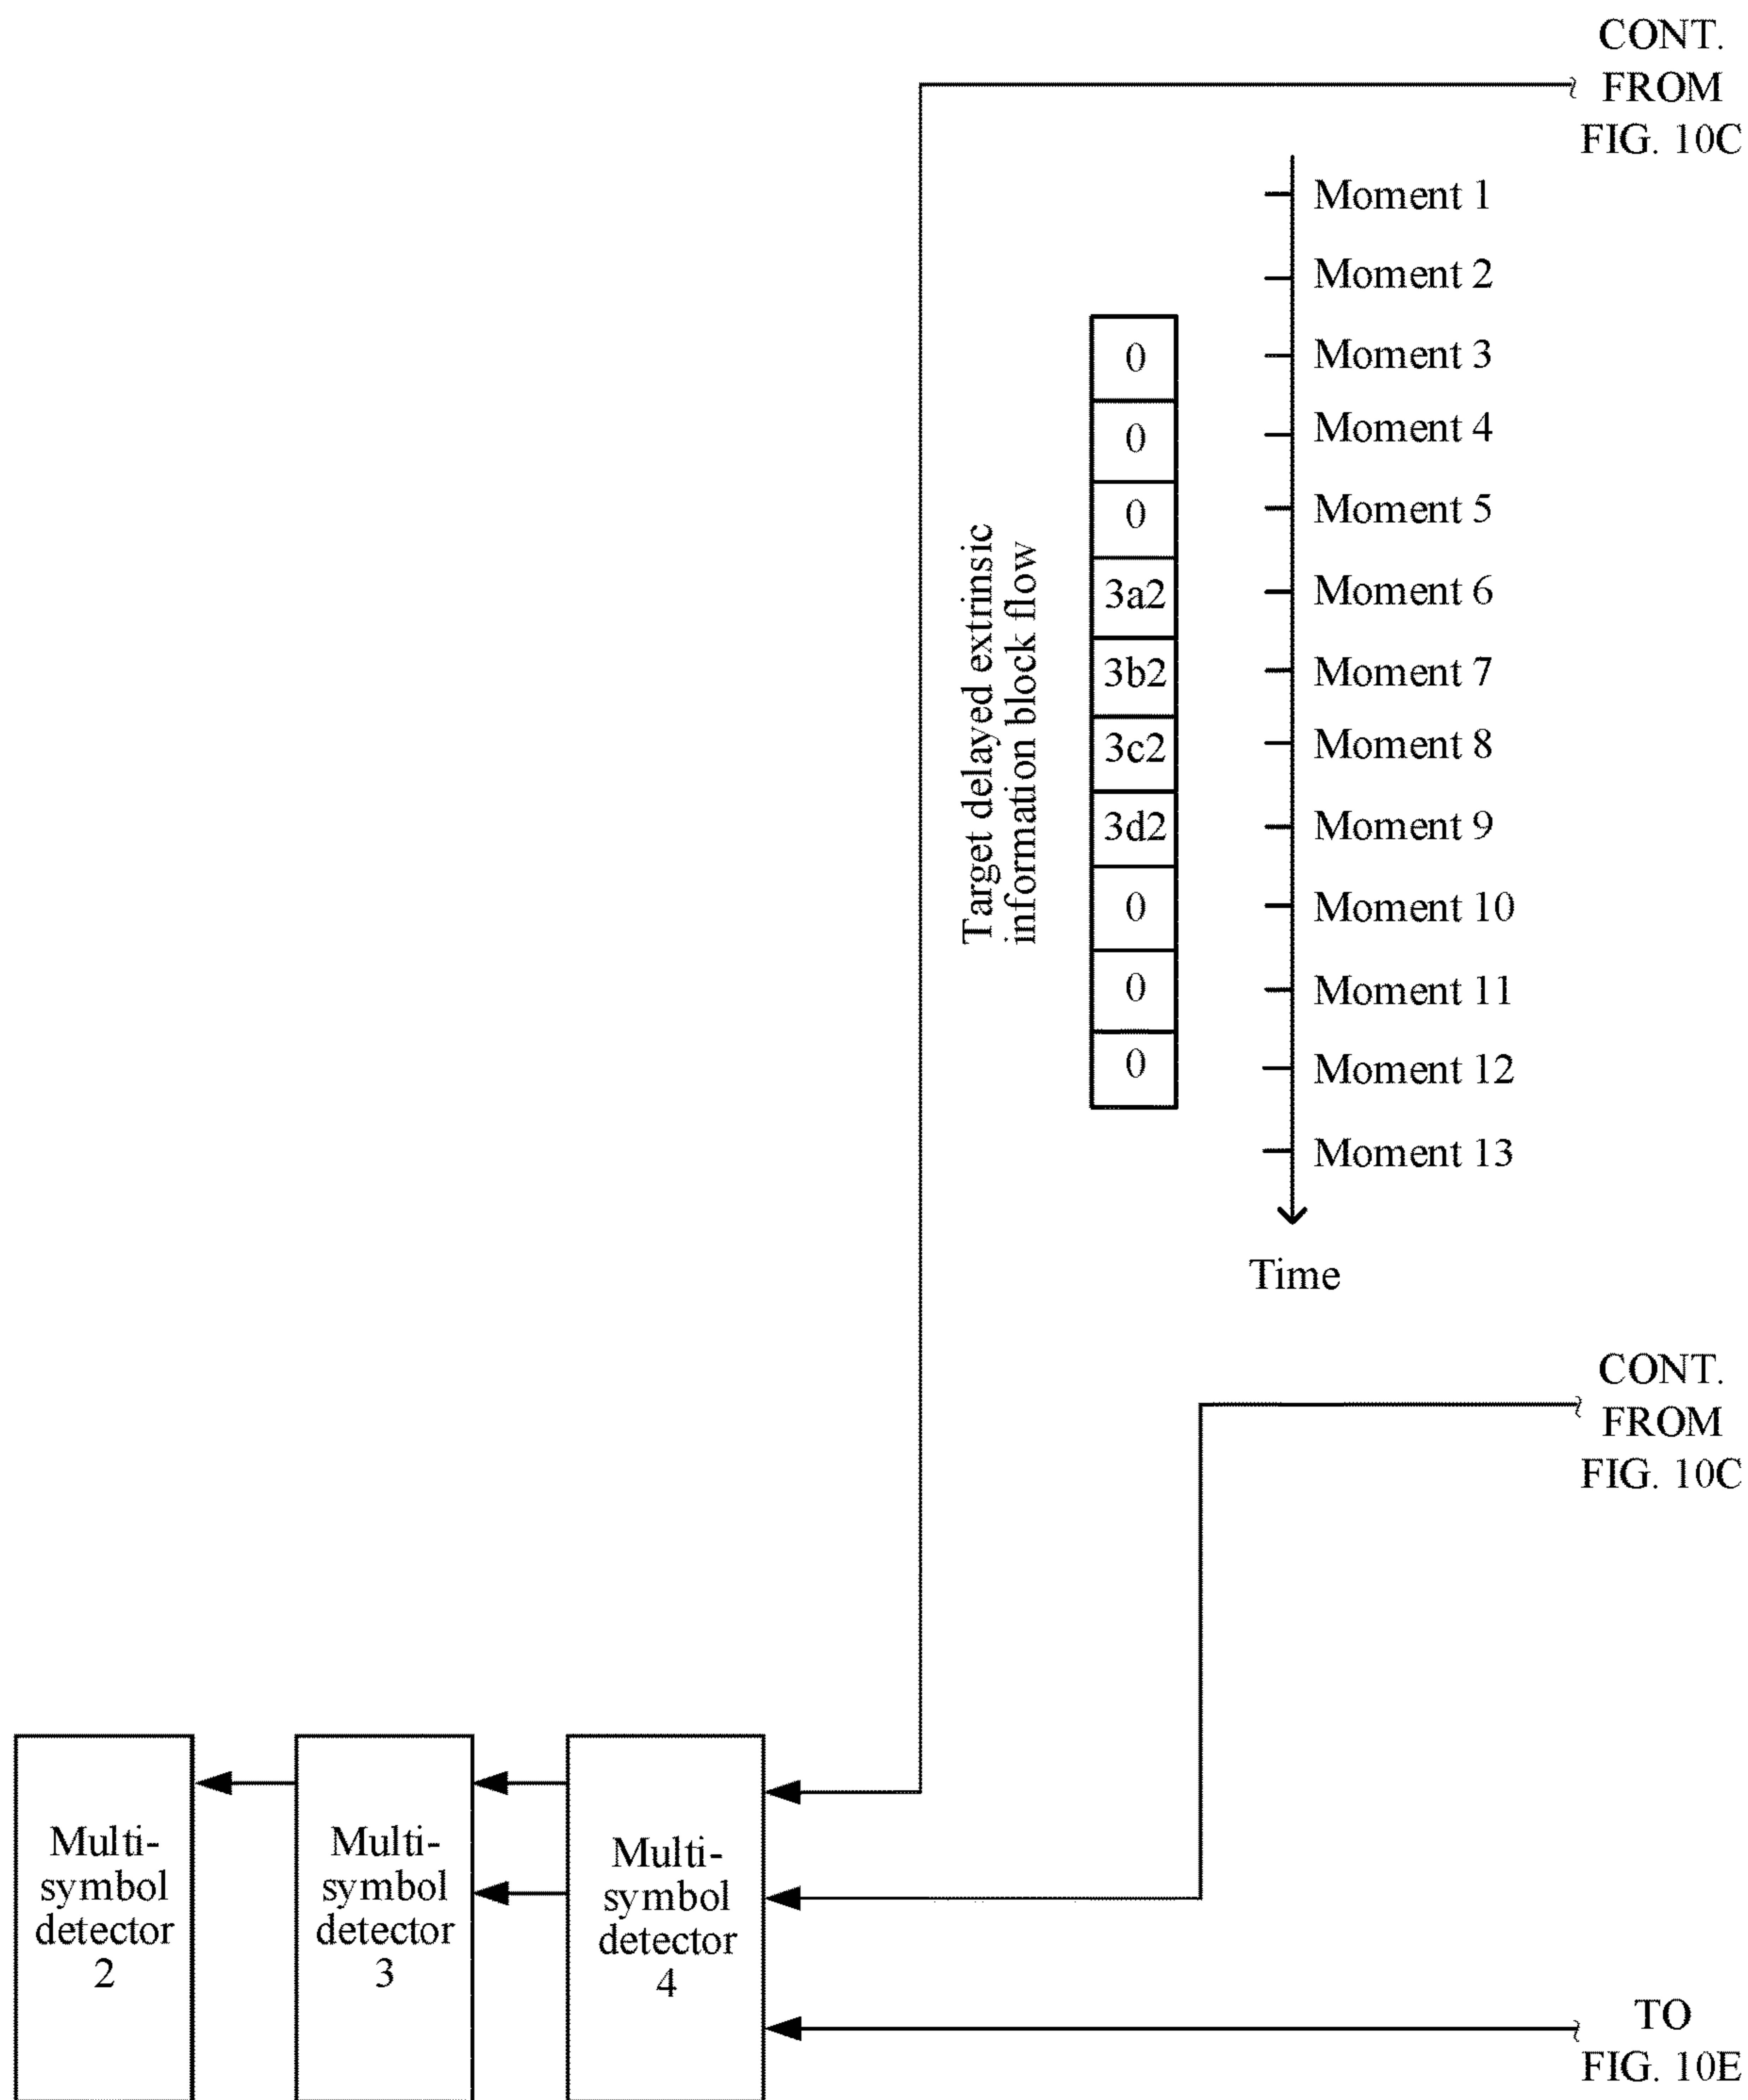 CONT.
FROM
FIG. 10C
Moment 1
Moment 2
0
Moment 3
0
Moment 4
0
Moment 5
3a2
Moment 6
3b2
Moment 7
3c2
Moment 8
3d2
Moment 9
0
Moment 10
0
Moment 11
0
Moment 12
Moment 13
Time
Target delayed extrinsic
information block flow
CONT.
FROM
FIG. 10C
Multi-
symbol
detector
2
Multi-
symbol
detector
3
Multi-
symbol
detector
4
TO
FIG. 10E